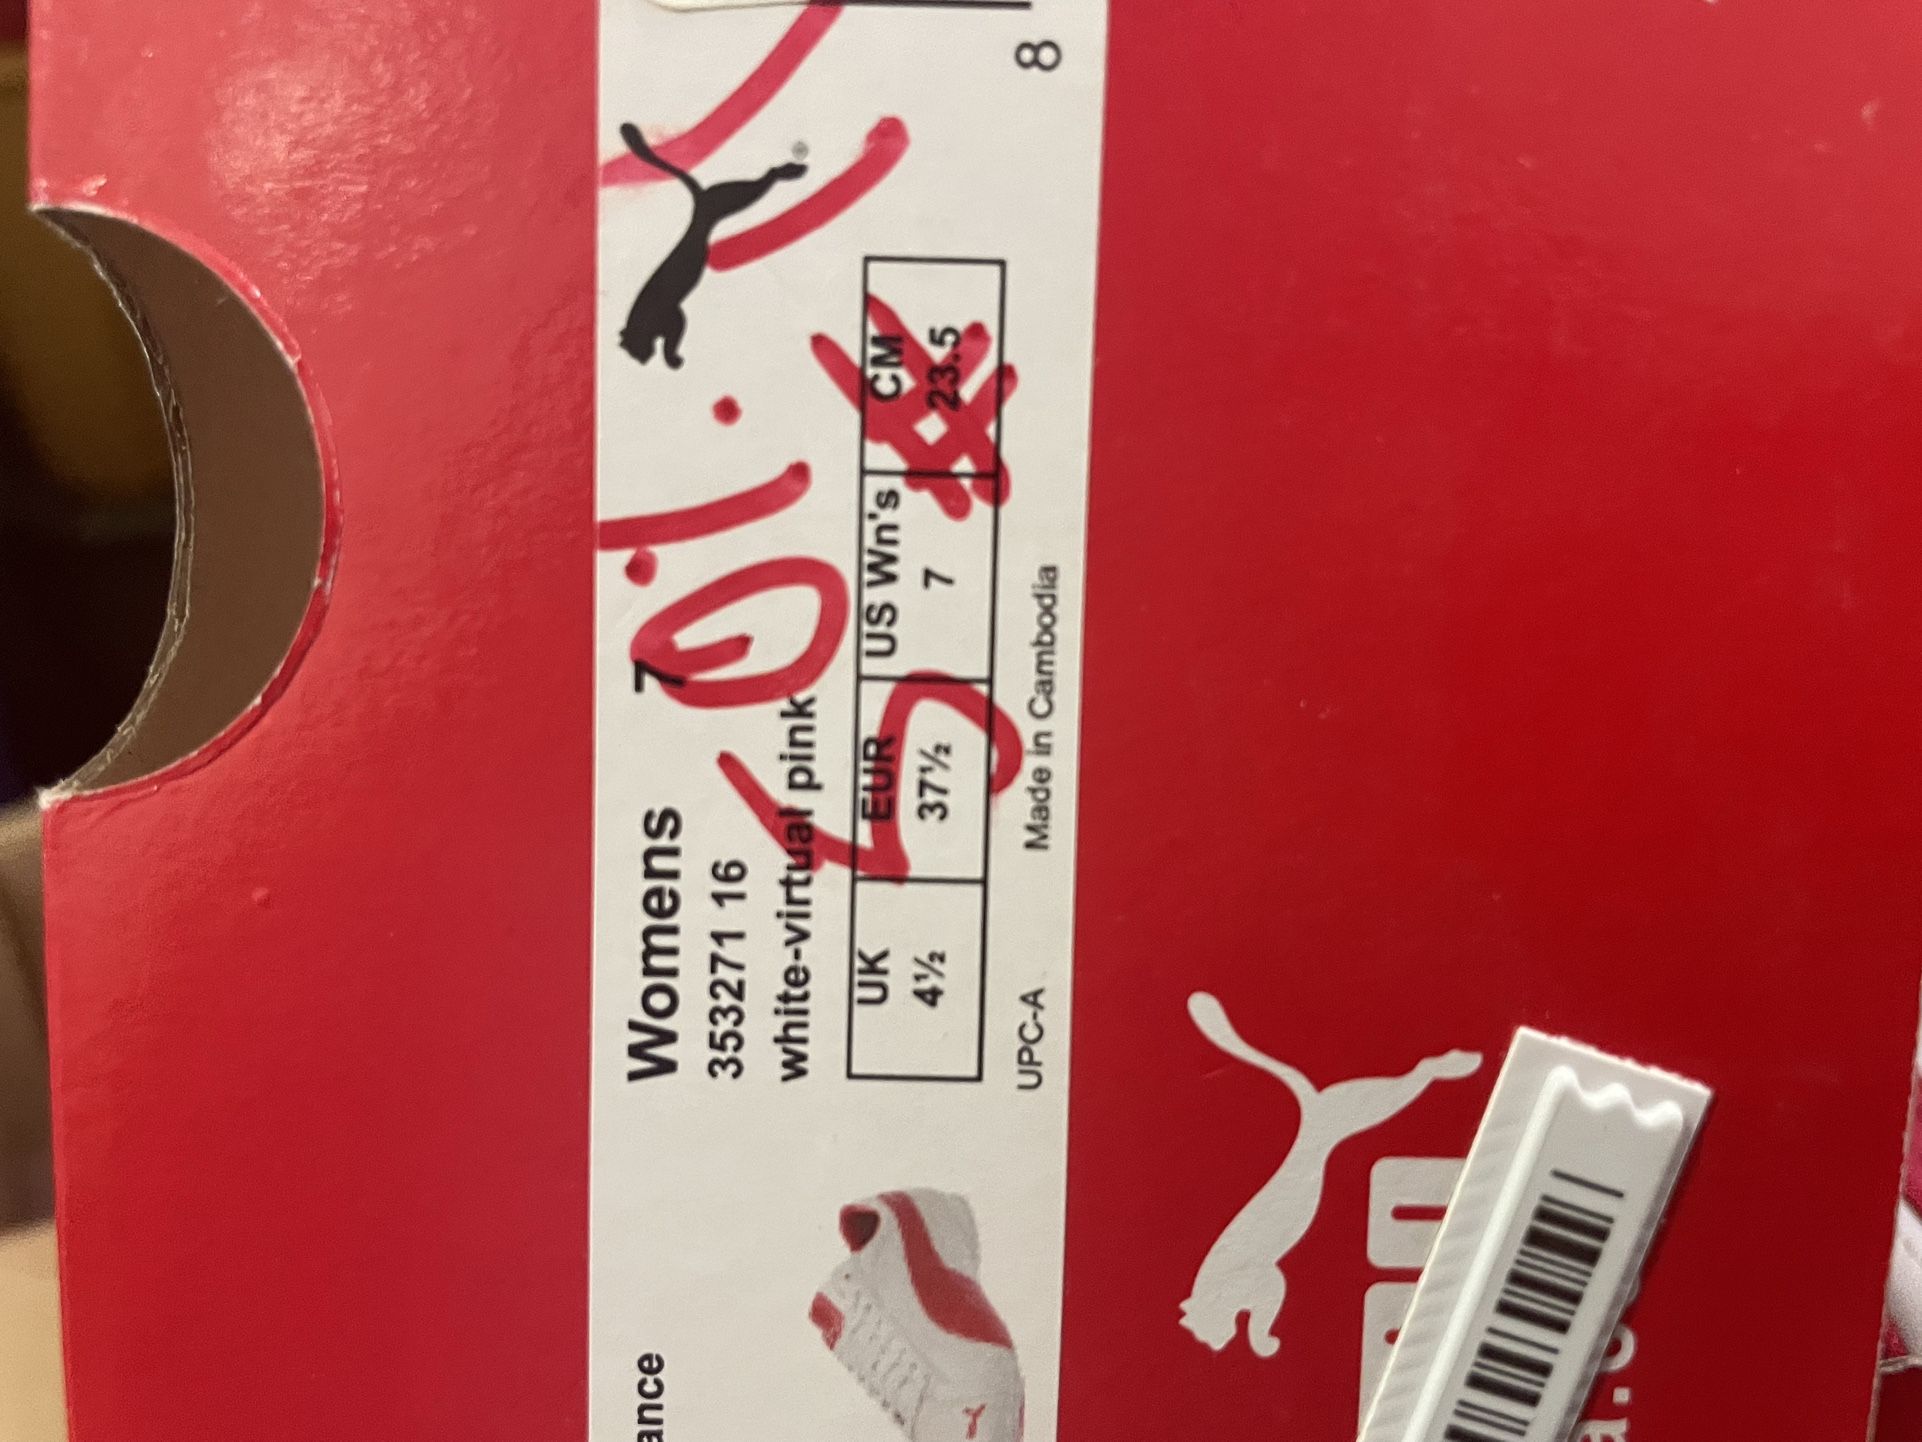 ance
Womens 7
353271 16
white-virtual pink
UK EUR US Wn's CM
4½ 37½ 7 23.5
UPC-A Made in Cambodia 8